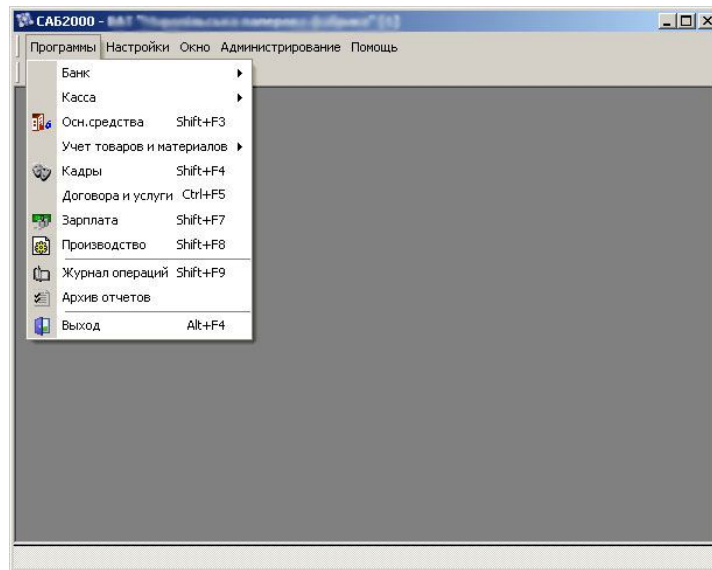 САБ2000 -
Программы Настройки Окно Администрирование Помощь
Банк
Касса
Осн.средства Shift+F3
Учет товаров и материалов
Кадры Shift+F4
Договора и услуги Ctrl+F5
Зарплата Shift+F7
Производство Shift+F8
Журнал операций Shift+F9
Архив отчетов
Выход Alt+F4